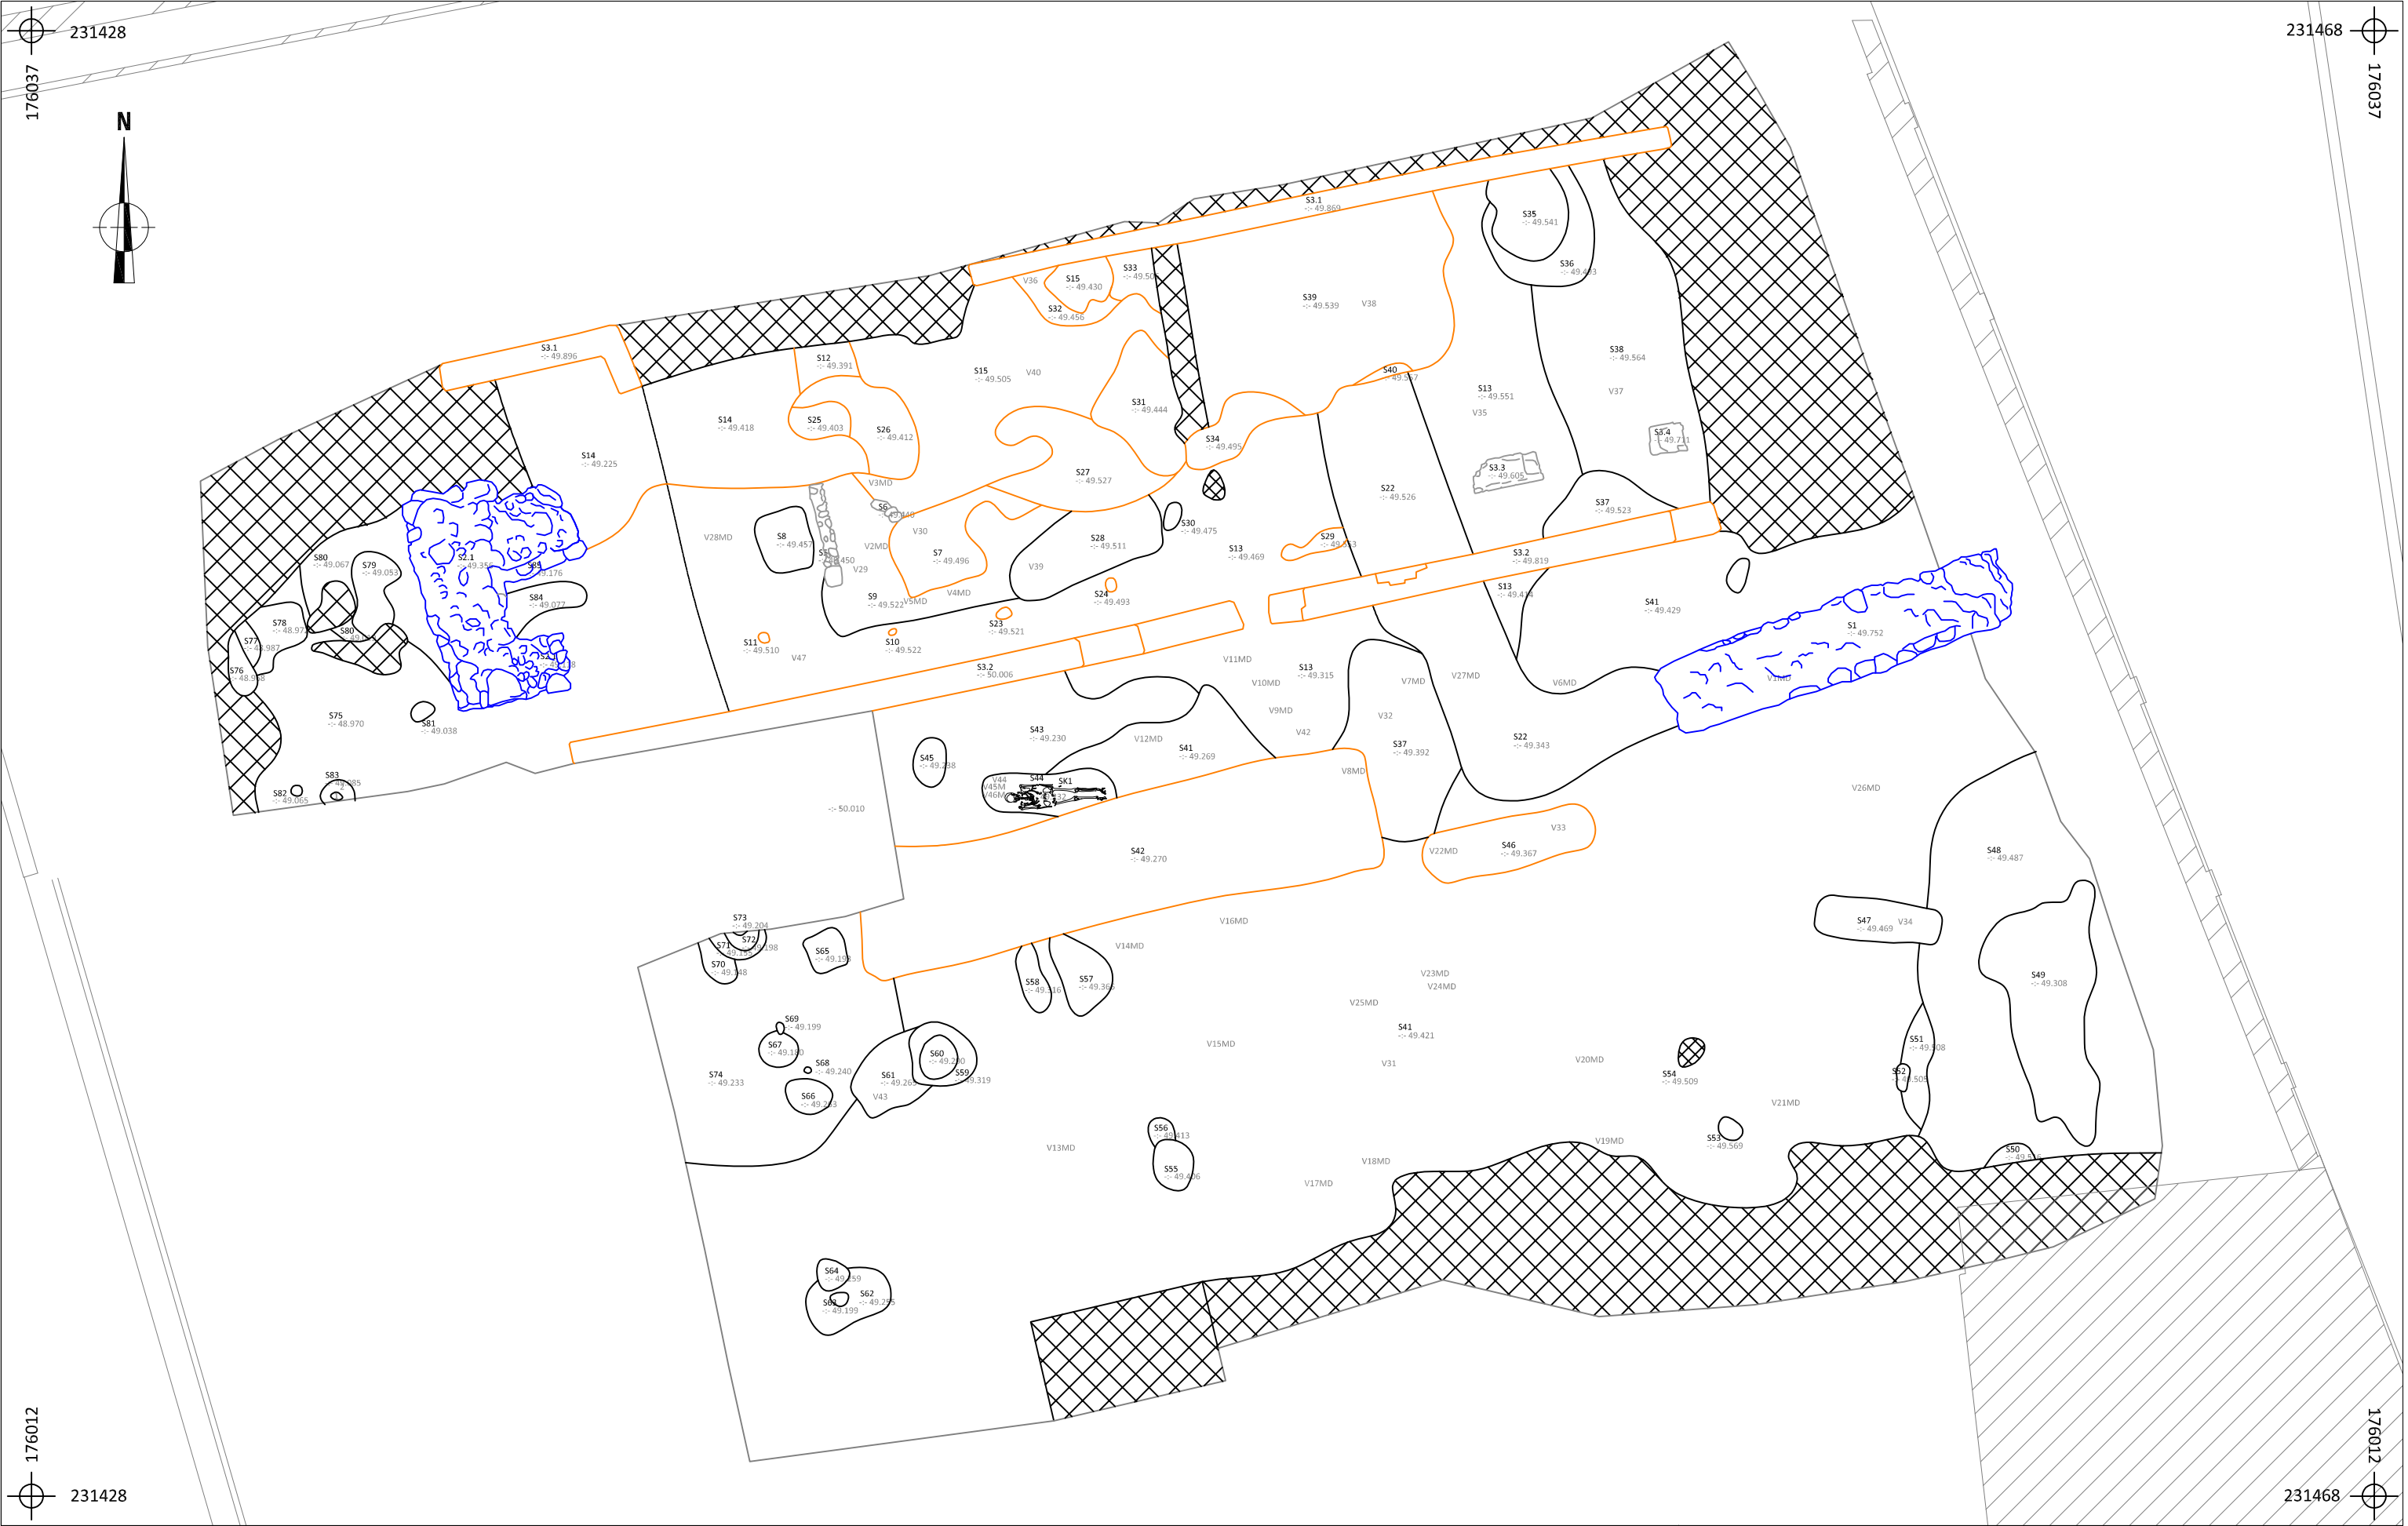 231428
231468
176037
176037
N
S3.1
-:- 49.869
S35
-:- 49.541
S36
S33
V36
S15
-:- 49.430
S32
-:- 49.456
S39
-:- 49.539
V38
S3.1
-:- 49.896
S12
-:- 49.391
S15
-:- 49.505
V40
S40
S38
-:- 49.564
V37
S13
-:- 49.551
V35
S31
-:- 49.444
S14
-:- 49.418
S25
-:- 49.403
S26
-:- 49.412
S34
-:- 49.495
S3.4
S14
-:- 49.225
S27
-:- 49.527
S3.3
-:- 49.605
V3MD
S22
-:- 49.526
S37
-:- 49.523
S6
S30
-:- 49.475
V28MD
S8
-:- 49.457
V30
V2MD
S28
-:- 49.511
S29
S7
-:- 49.496
S13
-:- 49.469
S3.2
-:- 49.819
V29
V39
S80
-:- 49.067
S79
-:- 49.053
S2.1
S84
-:- 49.077
S9
-:- 49.522
V5MD
V4MD
S24
-:- 49.493
S13
S41
-:- 49.429
S78
S80
S23
-:- 49.521
S1
-:- 49.752
S77
S11
-:- 49.510
S10
-:- 49.522
V47
V11MD
S3.2
-:- 50.006
S13
-:- 49.315
S76
V10MD
V7MD
V27MD
V6MD
V1MD
S75
-:- 48.970
S81
-:- 49.038
V9MD
V32
V42
S43
-:- 49.230
V12MD
S41
-:- 49.269
S37
-:- 49.392
S22
-:- 49.343
S45
S83
S82
-:- 49.065
V44
V45M
V46M
S44
SK1
V8MD
V26MD
-:- 50.010
V33
S42
-:- 49.270
V22MD
S46
-:- 49.367
S48
-:- 49.487
S73
-:- 49.204
S72
S71
S70
S65
V16MD
V14MD
S47
-:- 49.469
V34
S58
S57
V23MD
V24MD
V25MD
S49
-:- 49.308
S69
-:- 49.199
S67
S68
-:- 49.240
S60
S59
S61
V15MD
S41
-:- 49.421
V31
V20MD
S51
S74
-:- 49.233
S66
V43
S54
-:- 49.509
S52
V21MD
S56
V13MD
S53
-:- 49.569
V19MD
S50
S55
V18MD
V17MD
S64
S62
S63
-:- 49.199
176012
176012
231428
231468